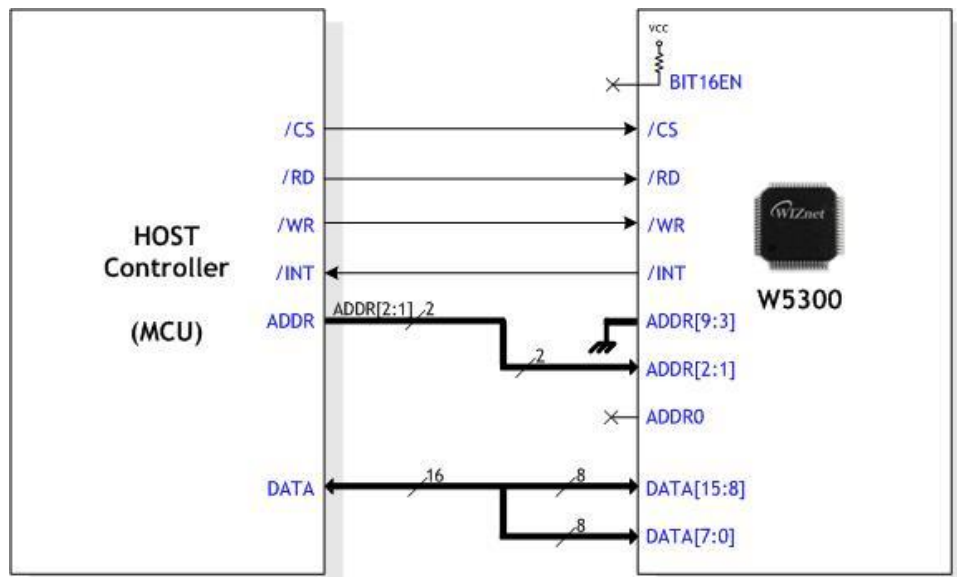 vcc
BIT16EN
/CS
/CS
/RD
/RD
/WR
/WR
WIZnet
HOST
Controller
(MCU)
/INT
/INT
W5300
ADDR
ADDR[2:1]
2
ADDR[9:3]
2
ADDR[2:1]
ADDR0
DATA
16
8
DATA[15:8]
8
DATA[7:0]